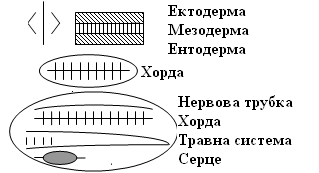 Ектодерма
Мезодерма
Ентодерма
Хорда
Нервова трубка
Хорда
Травна система
Серце